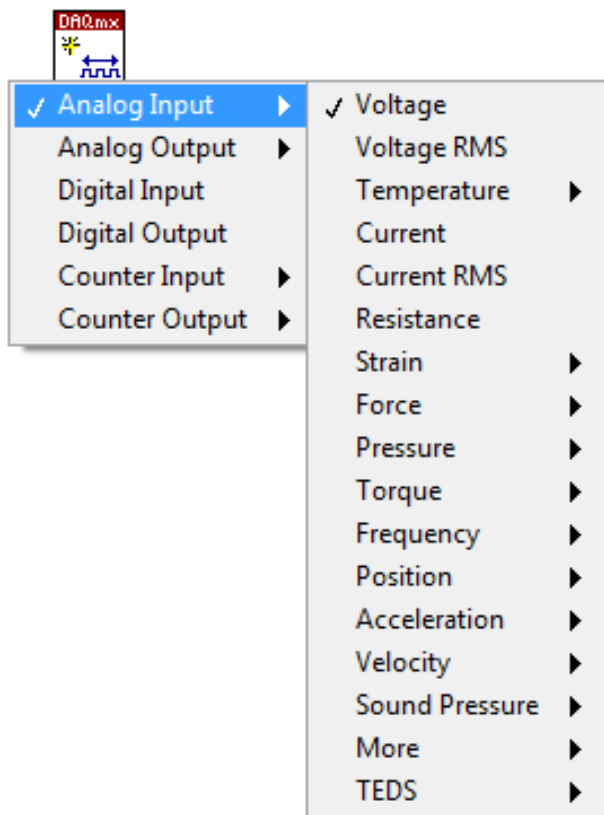 DAQmx
Analog Input
Analog Output
Digital Input
Digital Output
Counter Input
Counter Output
Voltage
Voltage RMS
Temperature
Current
Current RMS
Resistance
Strain
Force
Pressure
Torque
Frequency
Position
Acceleration
Velocity
Sound Pressure
More
TEDS